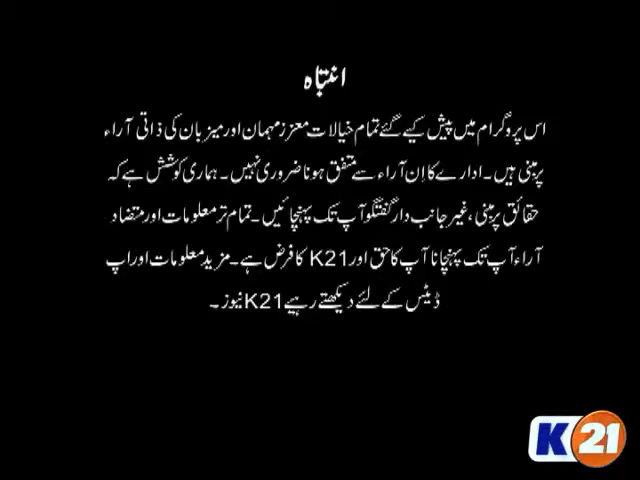 انتباہ
اس پروگرام میں پیش کیے گئے تمام خیالات معزز مہمان اور میزبان کی ذاتی آراء
پر مبنی ہیں۔ ادارے کا اِن آراء سے متفق ہونا ضروری نہیں۔ ہماری کوشش ہے کہ
حقائق پر مبنی، غیر جانب دار گفتگو آپ تک پہنچائیں۔ تمام تر معلومات اور متضاد
آراء آپ تک پہنچانا آپ کا حق اور K21 کا فرض ہے۔ مزید معلومات اور اپ
ڈیٹس کے لئے دیکھتے رہیے K21 نیوز۔
K21